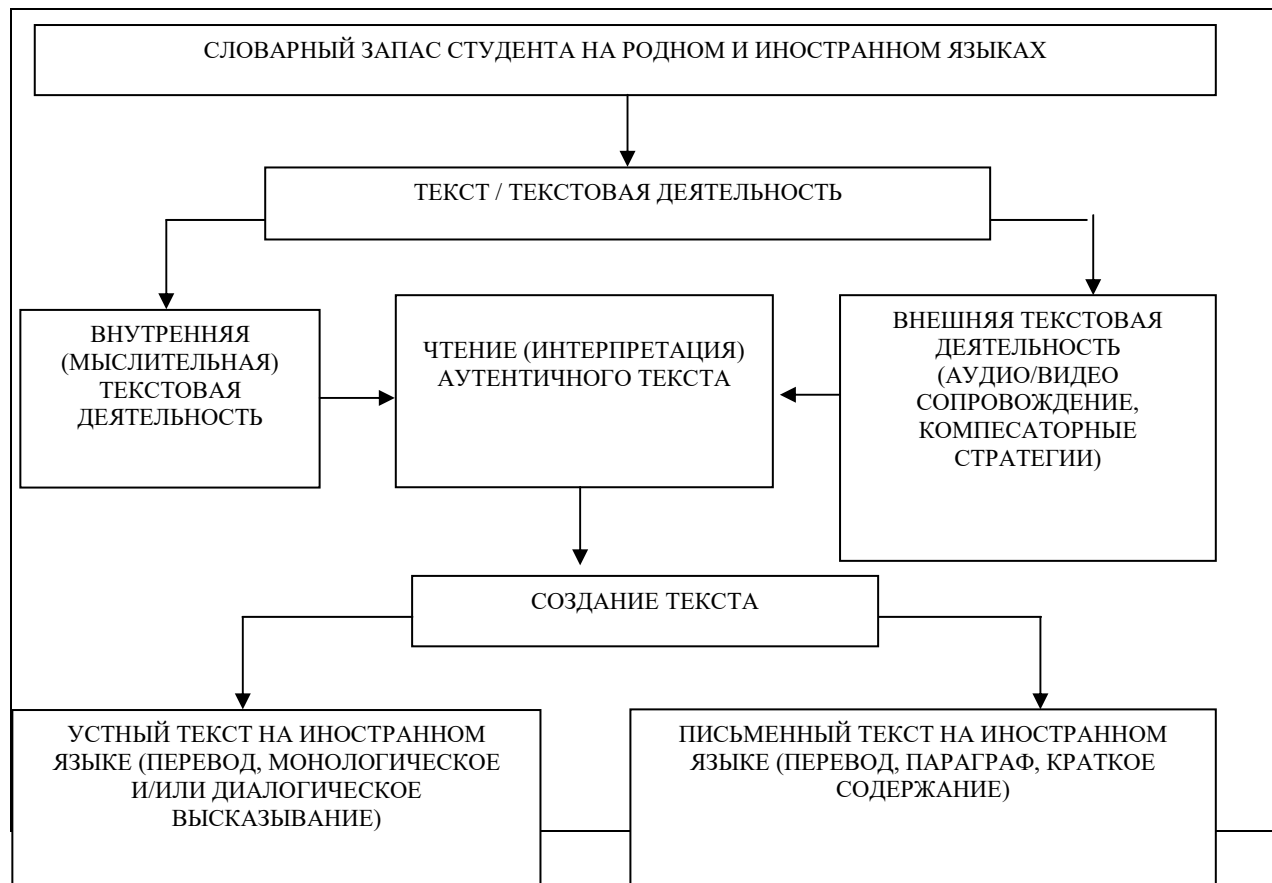 СЛОВАРНЫЙ ЗАПАС СТУДЕНТА НА РОДНОМ И ИНОСТРАННОМ ЯЗЫКАХ
ТЕКСТ / ТЕКСТОВАЯ ДЕЯТЕЛЬНОСТЬ
ВНУТРЕННЯЯ
(МЫСЛИТЕЛЬНАЯ)
ТЕКСТОВАЯ
ДЕЯТЕЛЬНОСТЬ
ЧТЕНИЕ (ИНТЕРПРЕТАЦИЯ)
АУТЕНТИЧНОГО ТЕКСТА
ВНЕШНЯЯ ТЕКСТОВАЯ
ДЕЯТЕЛЬНОСТЬ
(АУДИО/ВИДЕО
СОПРОВОЖДЕНИЕ,
КОМПЕСАТОРНЫЕ
СТРАТЕГИИ)
СОЗДАНИЕ ТЕКСТА
УСТНЫЙ ТЕКСТ НА ИНОСТРАННОМ
ЯЗЫКЕ (ПЕРЕВОД, МОНОЛОГИЧЕСКОЕ
И/ИЛИ ДИАЛОГИЧЕСКОЕ
ВЫСКАЗЫВАНИЕ)
ПИСЬМЕННЫЙ ТЕКСТ НА ИНОСТРАННОМ
ЯЗЫКЕ (ПЕРЕВОД, ПАРАГРАФ, КРАТКОЕ
СОДЕРЖАНИЕ)